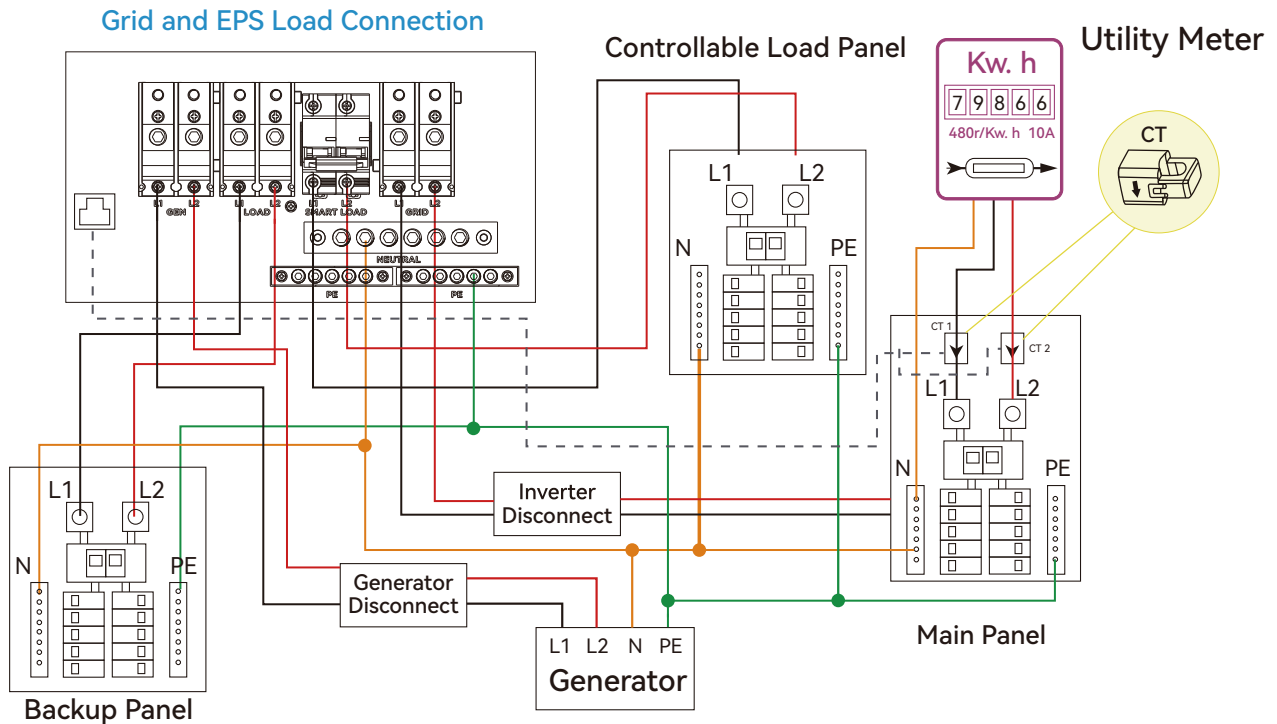 Grid and EPS Load Connection
Controllable Load Panel
Utility Meter
Kw. h
7 9 8 6 6
480r/Kw. h 10A
CT
L1 L2 L1 L2 L1 L2 L1 L2
GEN LOAD SMART LOAD GRID
NEUTRAL
PE PE
L1 L2
N PE
CT 1
CT 2
L1 L2
N PE
Inverter
Disconnect
L1 L2
N PE
Generator
Disconnect
L1 L2 N PE
Generator
Main Panel
Backup Panel